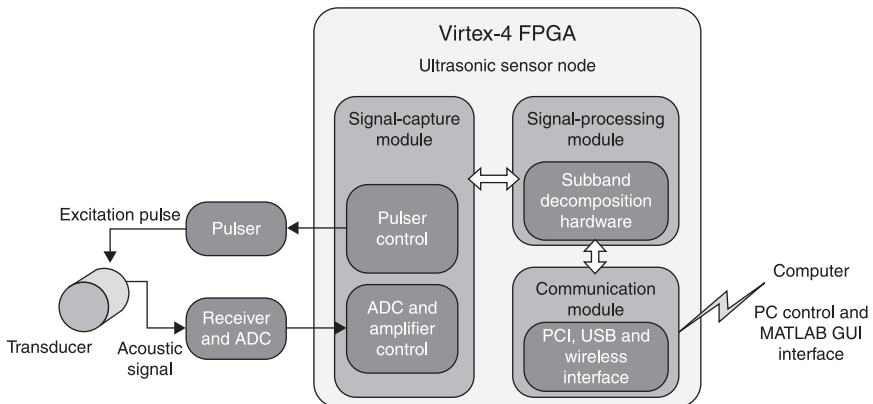 Virtex-4 FPGA
Ultrasonic sensor node
Signal-capture
module
Signal-processing
module
Subband
decomposition
hardware
Excitation pulse
Pulser
Pulser
control
Computer
Communication
module
ADC and
amplifier
control
Receiver
and ADC
PCI, USB and
wireless
interface
PC control and
MATLAB GUI
interface
Transducer
Acoustic
signal